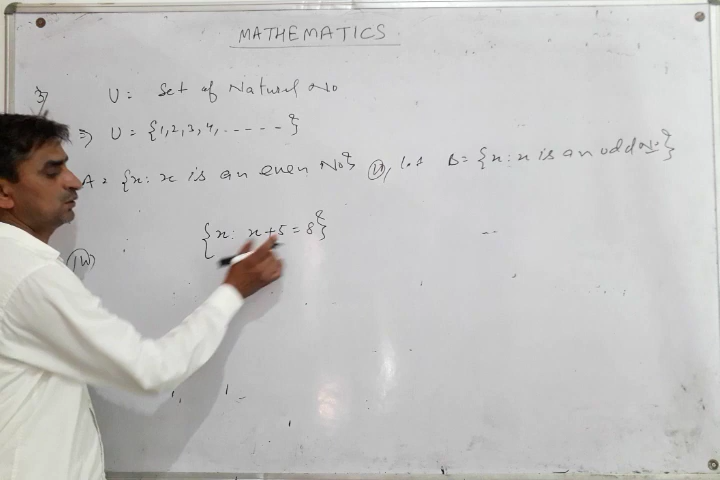 MATHEMATICS
3 U = Set of Natural No
⇒ U = {1, 2, 3, 4, - - - - - }
A = {x : x is an even No} (ii) let B = {x : x is an odd No}
{x : x + 5 = 8}